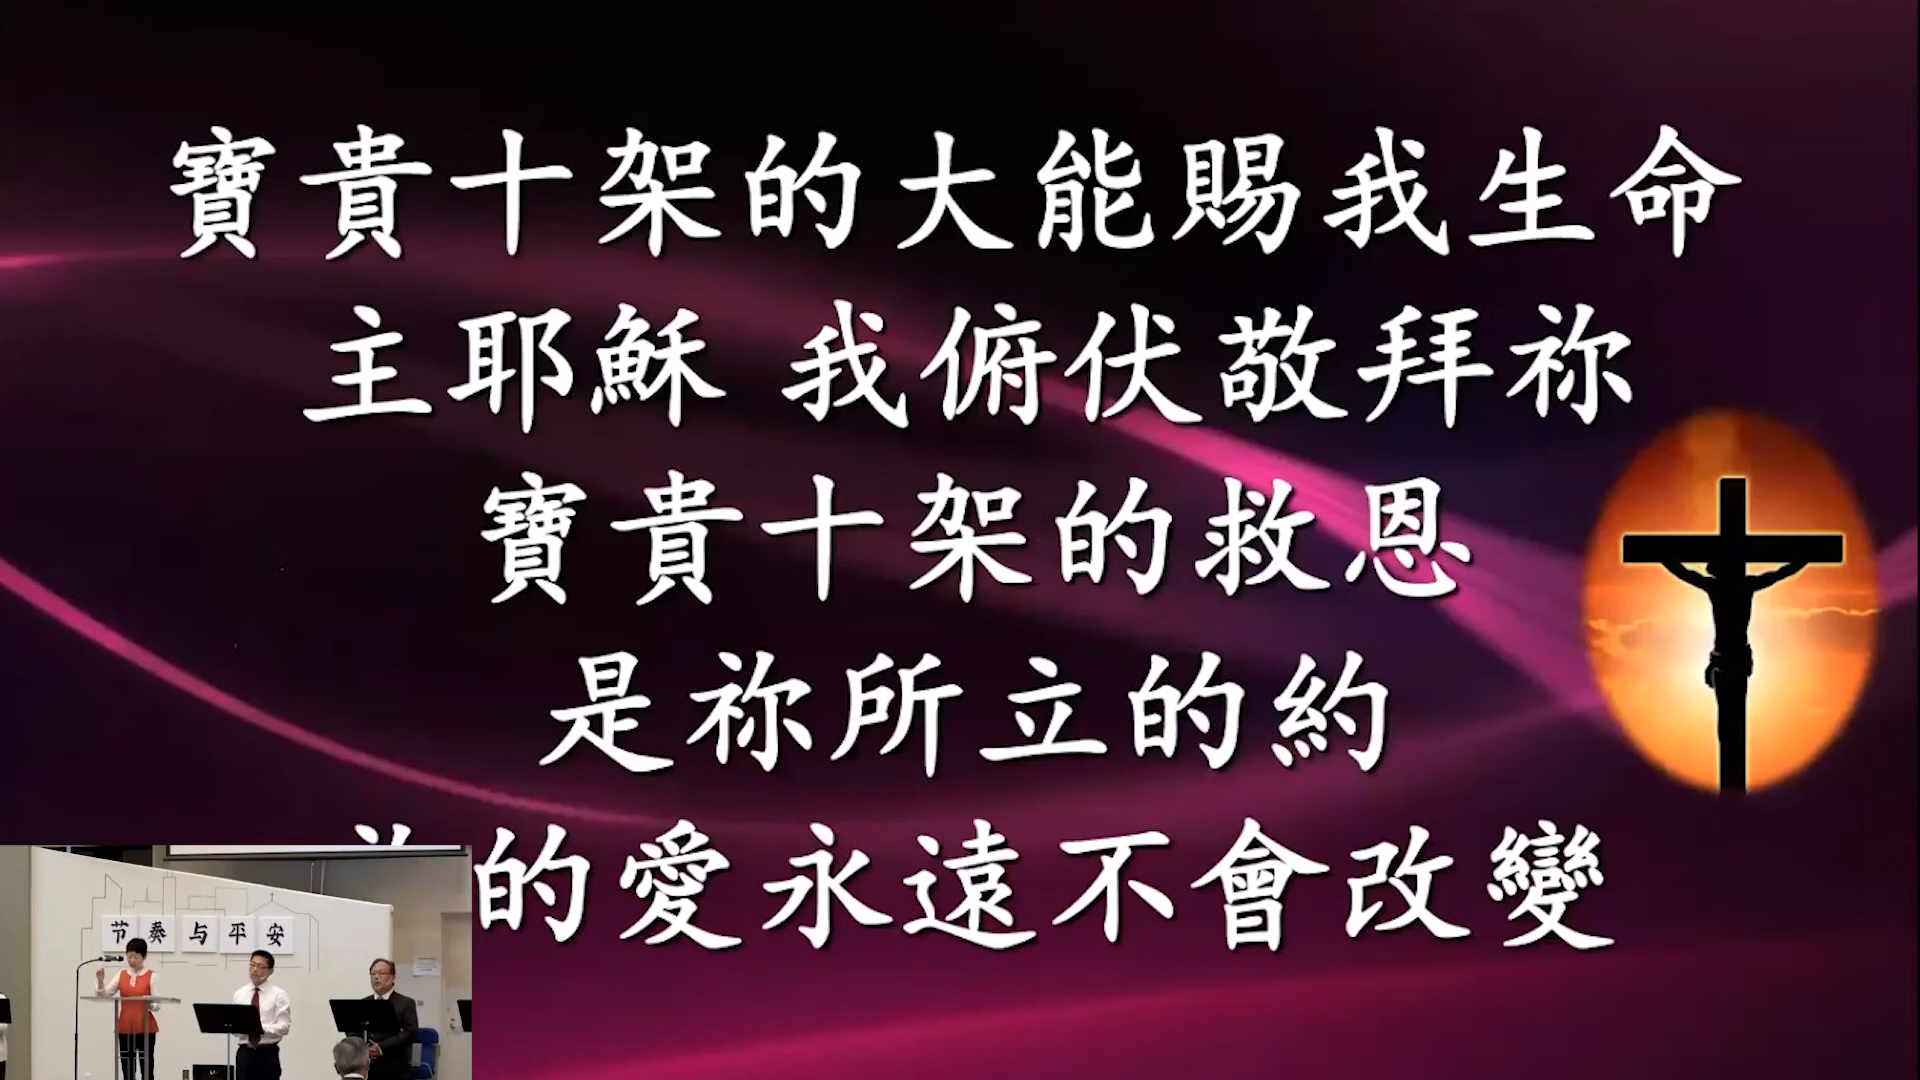 寶貴十架的大能賜我生命
主耶穌 我俯伏敬拜祢
寶貴十架的救恩
是祢所立的約
的愛永遠不會改變
节奏与平安